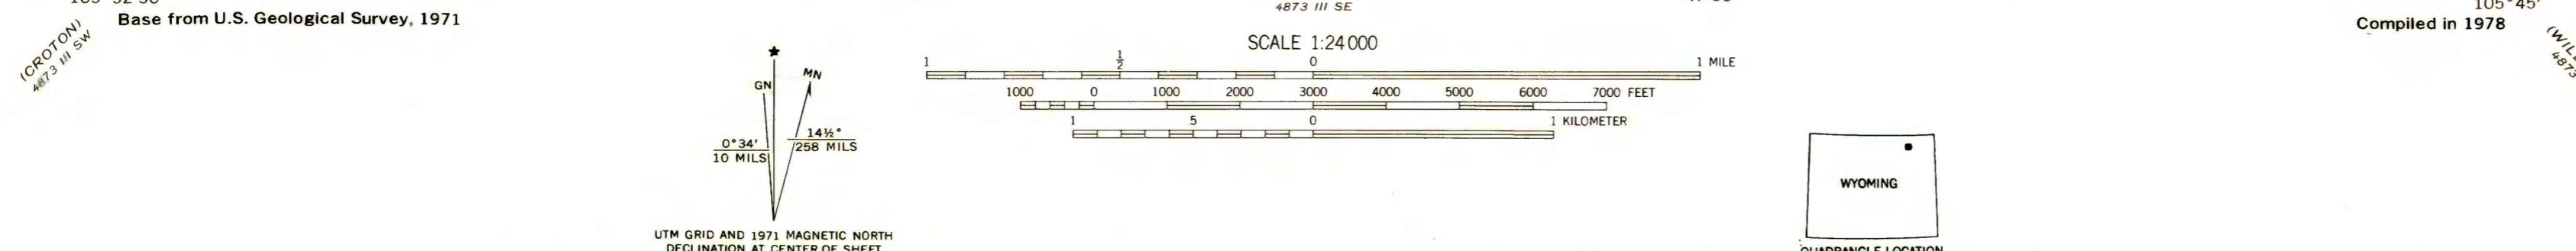 Base from U.S. Geological Survey, 1971
4873 III SE
105°45'
Compiled in 1978
(CROTON)
4873 III SW
SCALE 1:24 000
1 ½ 0 1 MILE
1000 0 1000 2000 3000 4000 5000 6000 7000 FEET
1 .5 0 1 KILOMETER
GN
MN
0°34'
10 MILS
14½°
258 MILS
UTM GRID AND 1971 MAGNETIC NORTH
DECLINATION AT CENTER OF SHEET
WYOMING
QUADRANGLE LOCATION